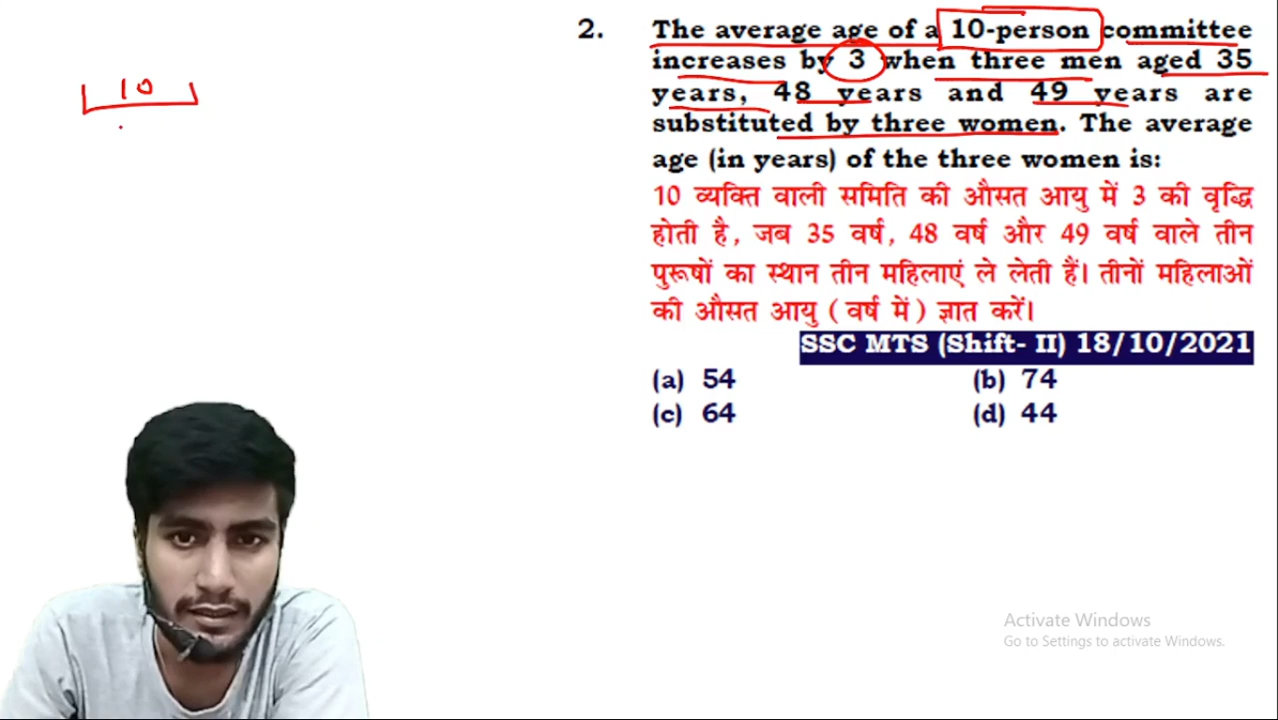 2. The average age of a 10-person committee
increases by 3 when three men aged 35
years, 48 years and 49 years are
substituted by three women. The average
age (in years) of the three women is:
10 व्यक्ति वाली समिति की औसत आयु में 3 की वृद्धि
होती है, जब 35 वर्ष, 48 वर्ष और 49 वर्ष वाले तीन
पुरूषों का स्थान तीन महिलाएं ले लेती हैं। तीनों महिलाओं
की औसत आयु (वर्ष में) ज्ञात करें।
SSC MTS (Shift- II) 18/10/2021
(a) 54 (b) 74
(c) 64 (d) 44
10
Activate Windows
Go to Settings to activate Windows.